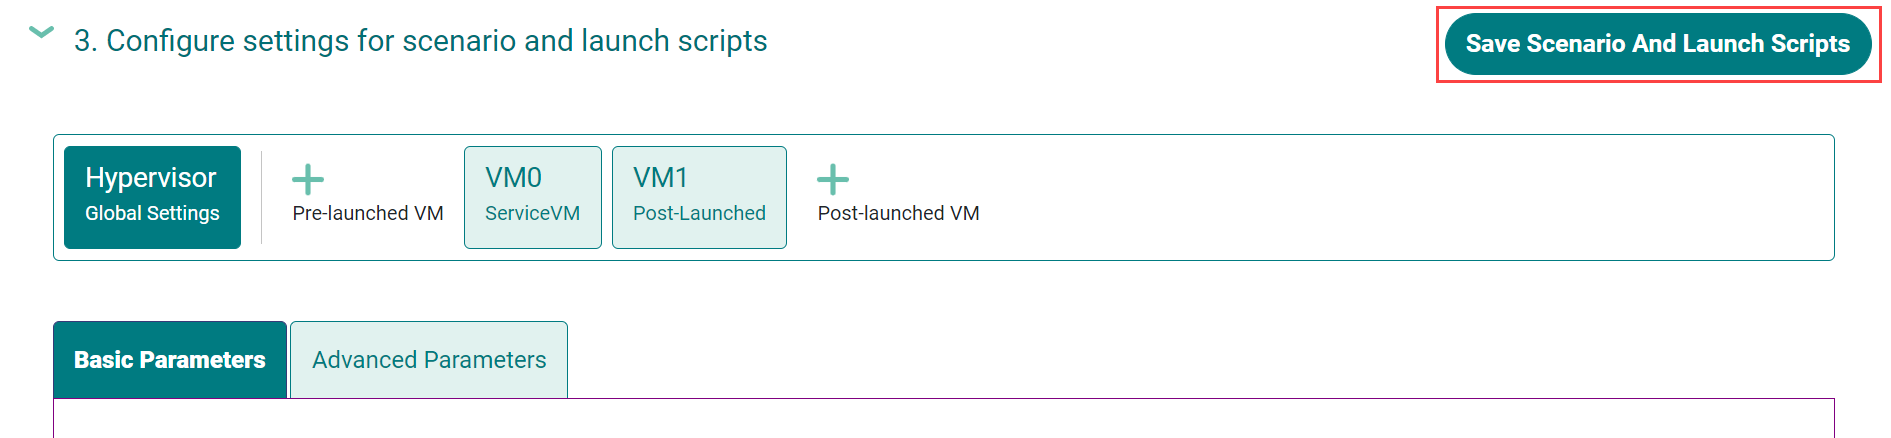 3. Configure settings for scenario and launch scripts
Save Scenario And Launch Scripts
Hypervisor
Global Settings
Pre-launched VM
VM0
ServiceVM
VM1
Post-Launched
Post-launched VM
Basic Parameters
Advanced Parameters